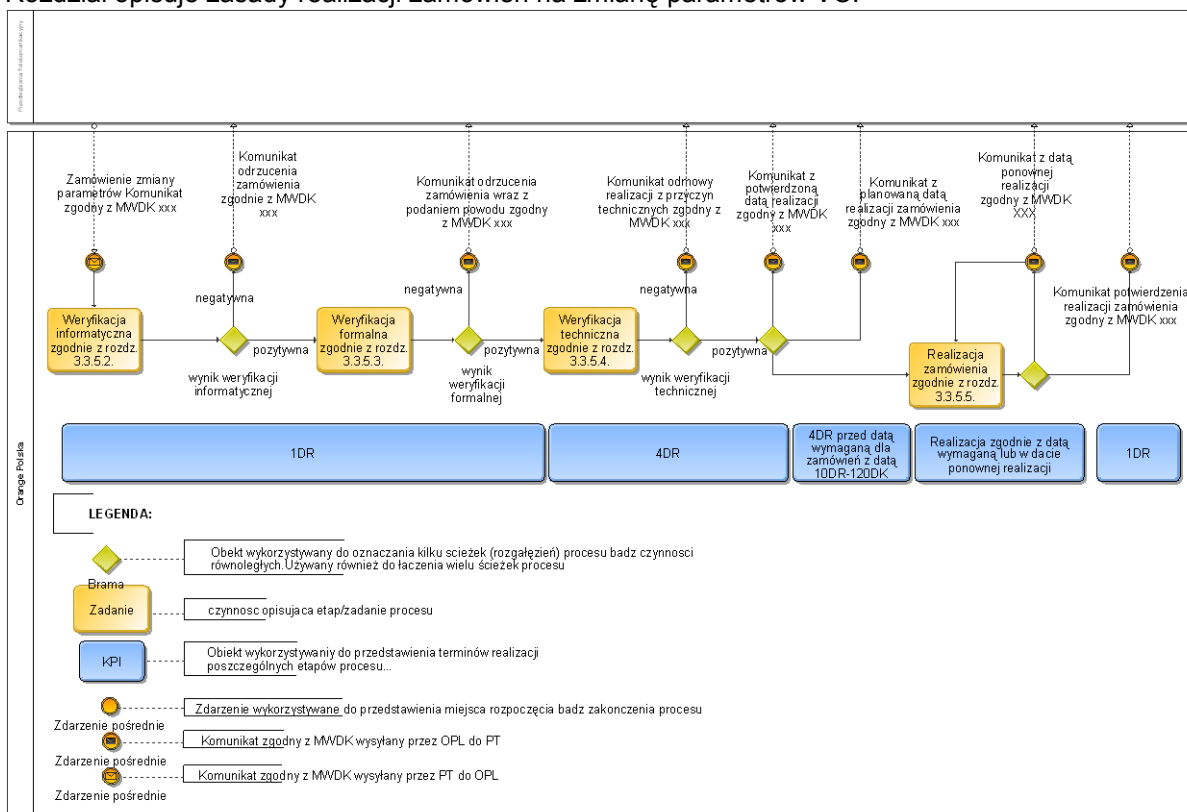 Rozdział opisuje zasady realizacji zamówień na zmianę parametrów VC.
Przedsiębiorca Telekomunikacyjny
Orange Polska
Zamówienie zmiany
parametrów Komunikat
zgodny z MWDK xxx
Komunikat
odrzucenia
zamówienia
zgodnie z MWDK
xxx
Komunikat odrzucenia
zamówienia wraz z
podaniem powodu zgodny
z MWDK xxx
Komunikat odmowy
realizacji z przyczyn
technicznych zgodny z
MWDK xxx
Komunikat z
potwierdzoną
datą realizacji
zgodny z MWDK
xxx
Komunikat z
planowaną datą
realizacji zamówienia
zgodny z MWDK xxx
Komunikat z datą
ponownej
realizacji
zgodny z MWDK
XXX
Komunikat potwierdzenia
realizacji zamówienia
zgodny z MWDK xxx
negatywna
negatywna
negatywna
Weryfikacja
informatyczna
zgodnie z rozdz.
3.3.5.2.
pozytywna
wynik weryfikacji
informatycznej
Weryfikacja
formalna
zgodnie z rozdz.
3.3.5.3.
pozytywna
wynik
weryfikacji
formalnej
Weryfikacja
techniczna
zgodnie z rozdz.
3.3.5.4.
pozytywna
wynik weryfikacji
technicznej
Realizacja
zamówienia
zgodnie z rozdz.
3.3.5.5.
1DR
4DR
4DR przed datą
wymaganą dla
zamówień z datą
10DR-120DK
Realizacja zgodnie z datą
wymaganą lub w dacie
ponownej realizacji
1DR
LEGENDA:
Obekt wykorzystywany do oznaczania kilku scieżek (rozgałęzień) procesu badz czynnosci
równoległych.Używany również do łaczenia wielu ścieżek procesu
Brama
Zadanie
czynnosc opisujaca etap/zadanie procesu
KPI
Obiekt wykorzystywaniy do przedstawienia terminów realizacji
poszczególnych etapów procesu...
Zdarzenie wykorzystywane do przedstawienia miejsca rozpoczęcia badz zakonczenia procesu
Zdarzenie pośrednie
Komunikat zgodny z MWDK wysyłany przez OPL do PT
Zdarzenie pośrednie
Komunikat zgodny z MWDK wysyłany przez PT do OPL
Zdarzenie pośrednie